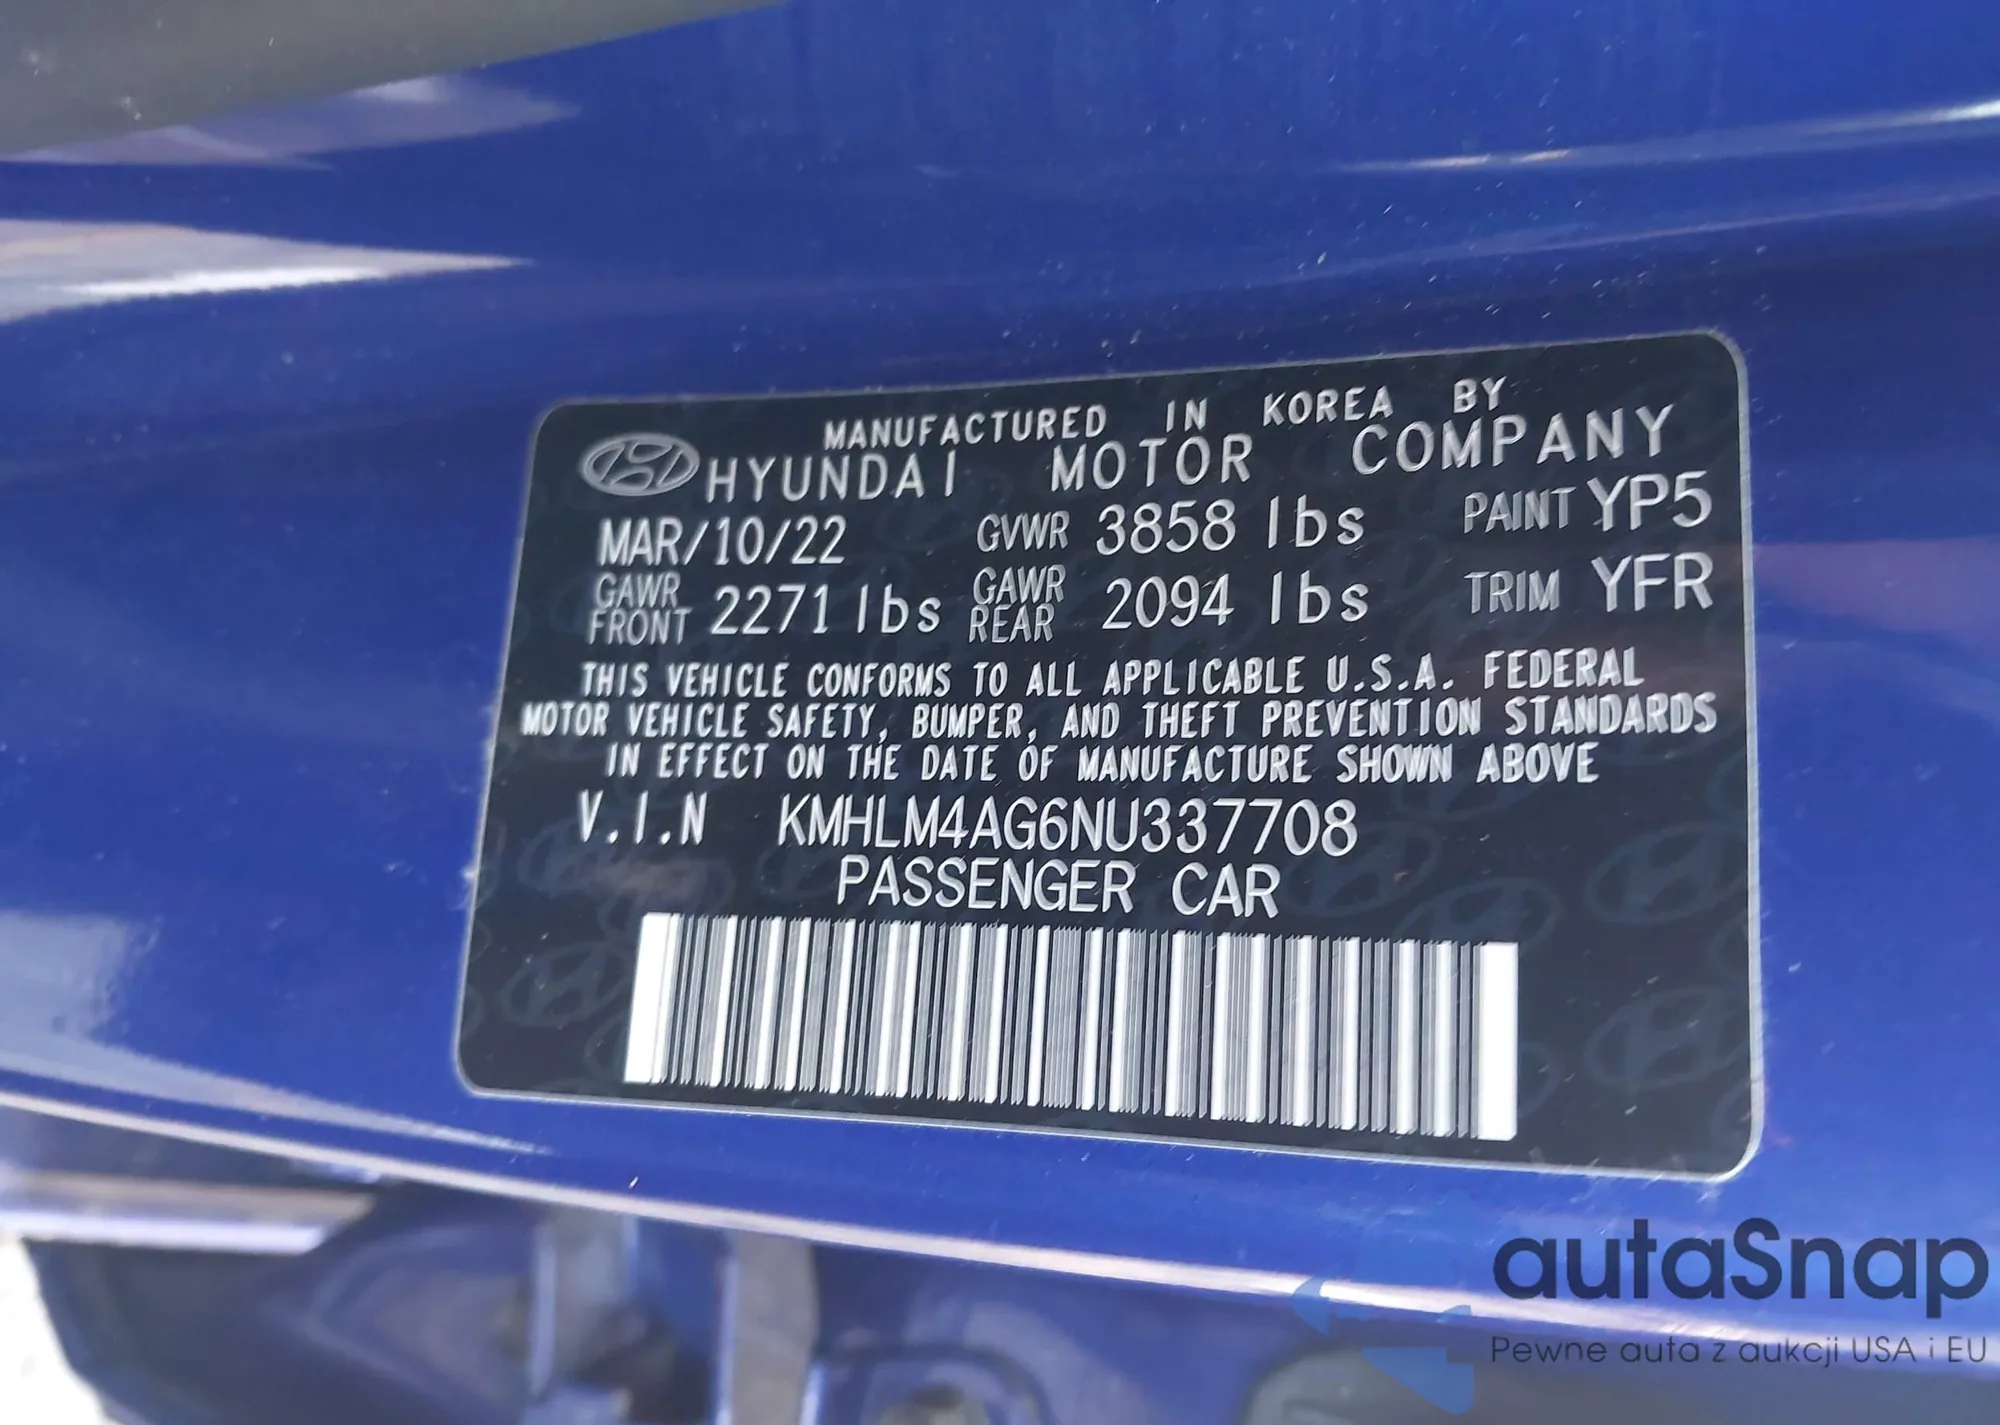 MANUFACTURED IN KOREA BY
HYUNDAI MOTOR COMPANY
MAR/10/22 GVWR 3858 lbs PAINT YP5
GAWR FRONT 2271 lbs GAWR REAR 2094 lbs TRIM YFR
THIS VEHICLE CONFORMS TO ALL APPLICABLE U.S.A. FEDERAL
MOTOR VEHICLE SAFETY, BUMPER, AND THEFT PREVENTION STANDARDS
IN EFFECT ON THE DATE OF MANUFACTURE SHOWN ABOVE
V.I.N KMHLM4AG6NU337708
PASSENGER CAR
autaSnap
Pewne auta z aukcji USA i EU